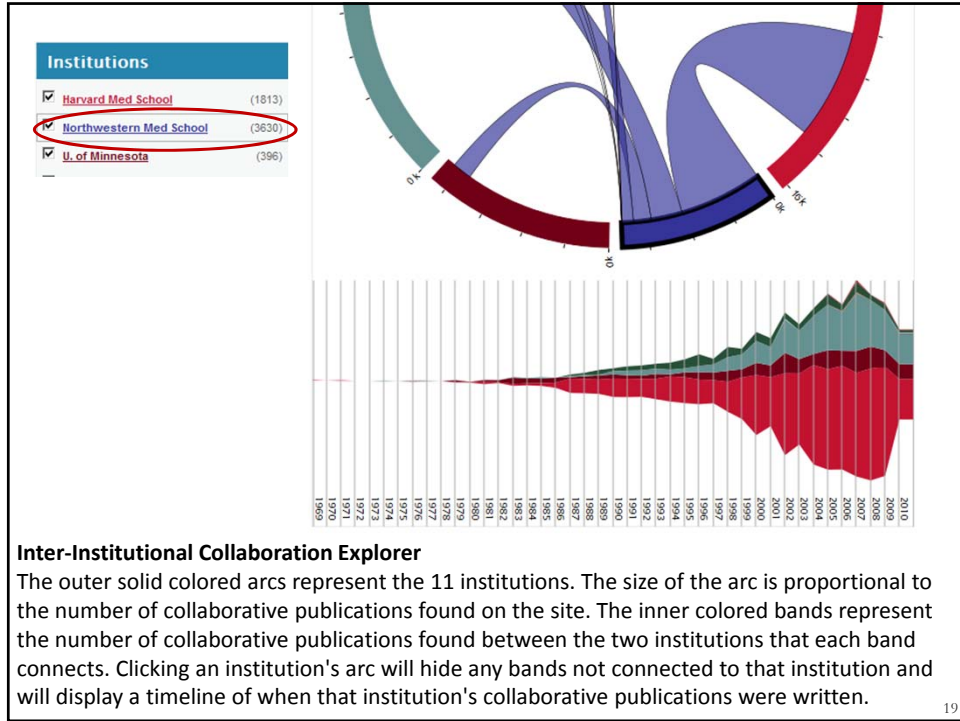 Institutions
Harvard Med School (1813)
Northwestern Med School (3630)
U. of Minnesota (396)
0k
0k
0k
16k
1969 1970 1971 1972 1973 1974 1975 1976 1977 1978 1979 1980 1981 1982 1983 1984 1985 1986 1987 1988 1989 1990 1991 1992 1993 1994 1995 1996 1997 1998 1999 2000 2001 2002 2003 2004 2005 2006 2007 2008 2009 2010
Inter-Institutional Collaboration Explorer
The outer solid colored arcs represent the 11 institutions. The size of the arc is proportional to
the number of collaborative publications found on the site. The inner colored bands represent
the number of collaborative publications found between the two institutions that each band
connects. Clicking an institution's arc will hide any bands not connected to that institution and
will display a timeline of when that institution's collaborative publications were written.
19